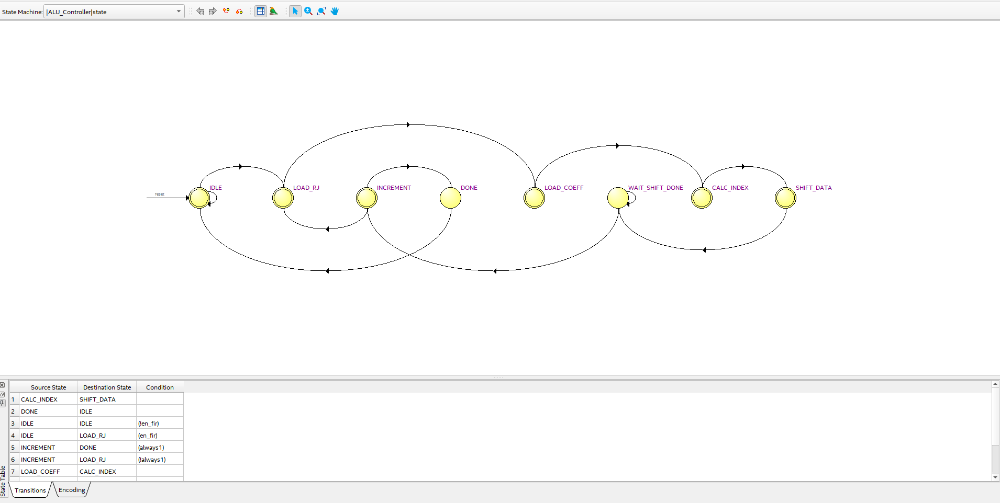 State Machine: |ALU_Controller|state
reset
IDLE LOAD_RJ INCREMENT DONE LOAD_COEFF WAIT_SHIFT_DONE CALC_INDEX SHIFT_DATA
Source State Destination State Condition
1 CALC_INDEX SHIFT_DATA
2 DONE IDLE
3 IDLE IDLE (!en_fir)
4 IDLE LOAD_RJ (en_fir)
5 INCREMENT DONE (always1)
6 INCREMENT LOAD_RJ (!always1)
7 LOAD_COEFF CALC_INDEX
State Table
Transitions Encoding